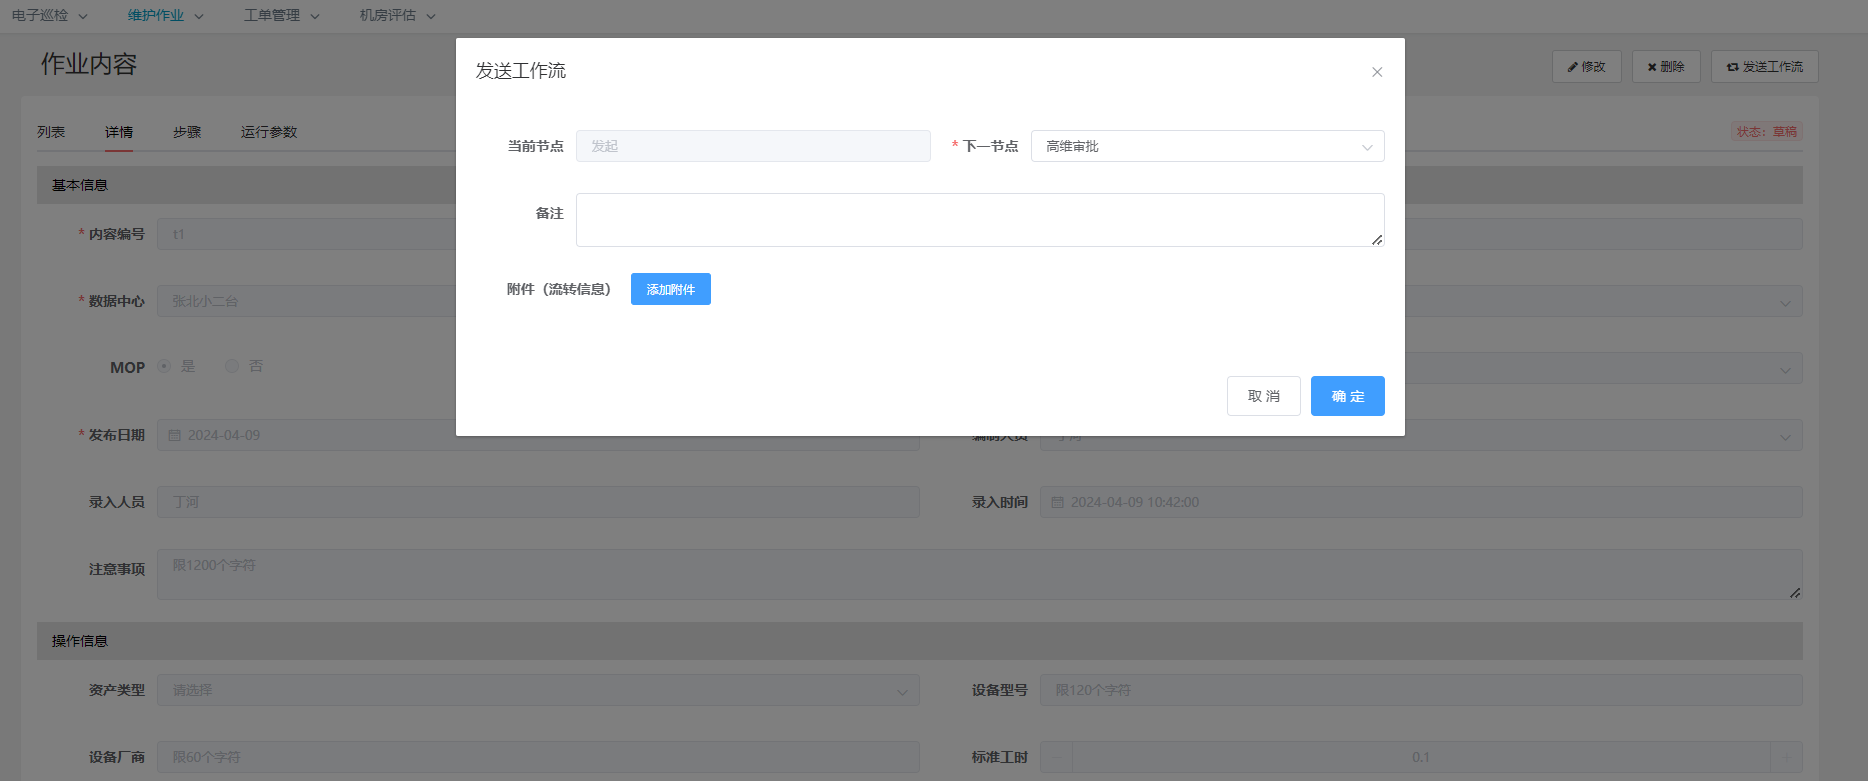 电子巡检 维护作业 工单管理 机房评估
作业内容 修改 删除 发送工作流
发送工作流
列表 详情 步骤 运行参数 状态：草稿
当前节点 发起 * 下一节点 高维审批
基本信息
备注
* 内容编号 t1
附件（流转信息） 添加附件
* 数据中心 张北小二台
MOP 是 否
取 消 确 定
* 发布日期 2024-04-09 编制人员 丁河
录入人员 丁河 录入时间 2024-04-09 10:42:00
注意事项 限1200个字符
操作信息
资产类型 请选择 设备型号 限120个字符
设备厂商 限60个字符 标准工时 0.1